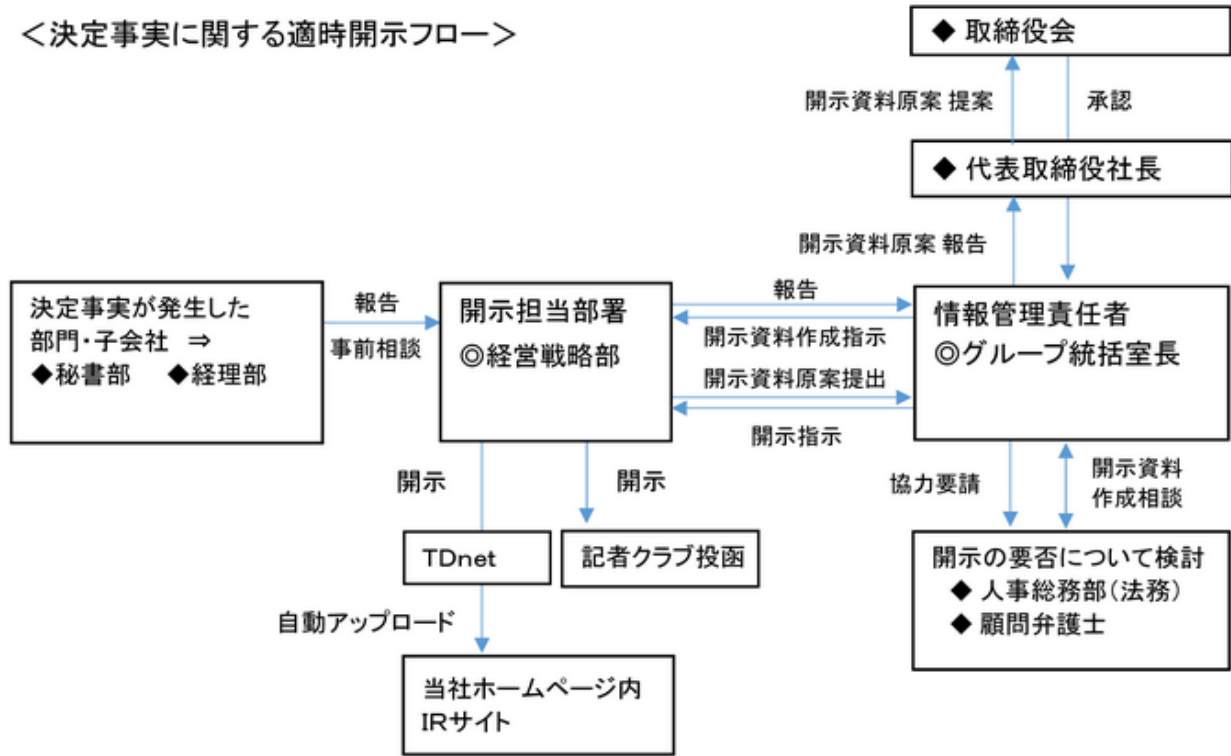 ＜決定事実に関する適時開示フロー＞
◆ 取締役会
開示資料原案 提案
承認
◆ 代表取締役社長
開示資料原案 報告
決定事実が発生した
部門・子会社 ⇒
◆秘書部 ◆経理部
報告
事前相談
開示担当部署
◎経営戦略部
報告
開示資料作成指示
開示資料原案提出
開示指示
情報管理責任者
◎グループ統括室長
開示
開示
協力要請
開示資料
作成相談
TDnet
記者クラブ投函
開示の要否について検討
◆ 人事総務部（法務）
◆ 顧問弁護士
自動アップロード
当社ホームページ内
IRサイト